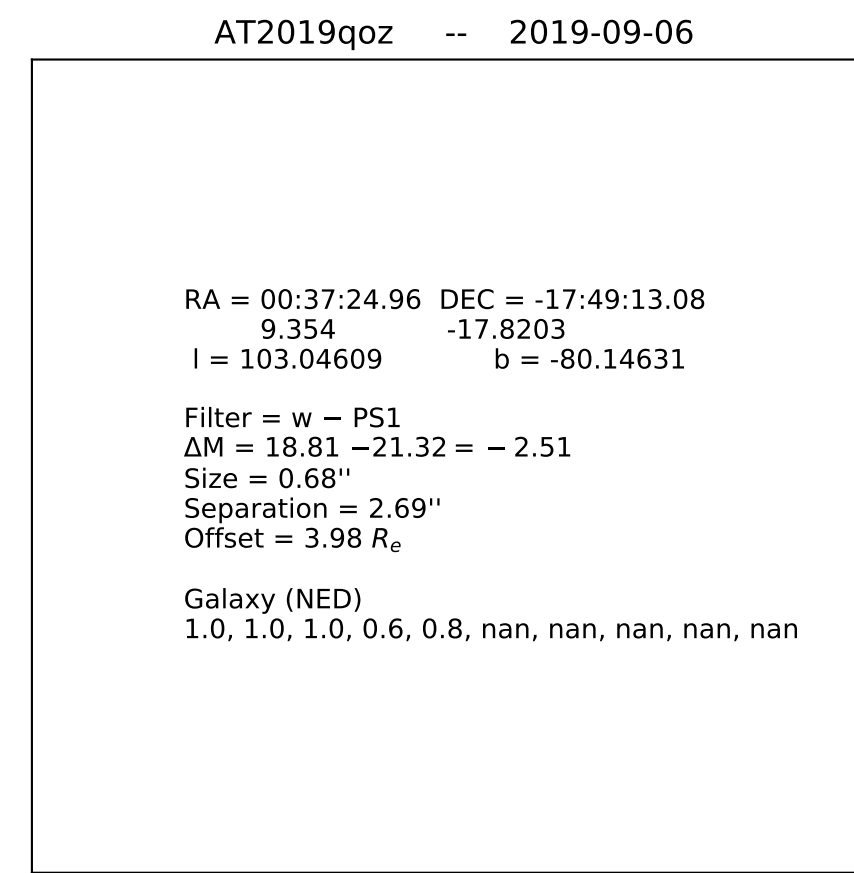 AT2019qoz -- 2019-09-06
RA = 00:37:24.96 DEC = -17:49:13.08
9.354 -17.8203
l = 103.04609 b = -80.14631
Filter = w − PS1
ΔM = 18.81 −21.32 = − 2.51
Size = 0.68''
Separation = 2.69''
Offset = 3.98 Rₑ
Galaxy (NED)
1.0, 1.0, 1.0, 0.6, 0.8, nan, nan, nan, nan, nan